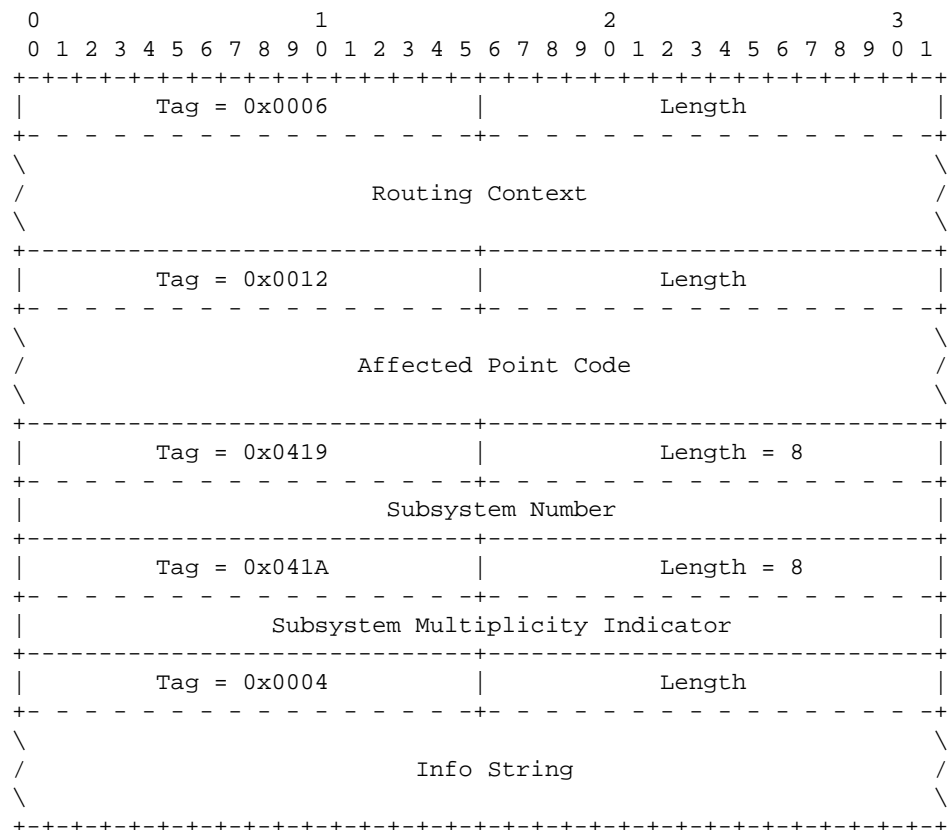 0                   1                   2                   3
 0 1 2 3 4 5 6 7 8 9 0 1 2 3 4 5 6 7 8 9 0 1 2 3 4 5 6 7 8 9 0 1
+-+-+-+-+-+-+-+-+-+-+-+-+-+-+-+-+-+-+-+-+-+-+-+-+-+-+-+-+-+-+-+-+
|         Tag = 0x0006          |            Length             |
+- - - - - - - - - - - - - - - -+- - - - - - - - - - - - - - - -+
\                                                               \
/                        Routing Context                        /
\                                                               \
+-------------------------------+-------------------------------+
|         Tag = 0x0012          |            Length             |
+- - - - - - - - - - - - - - - -+- - - - - - - - - - - - - - - -+
\                                                               \
/                       Affected Point Code                     /
\                                                               \
+-------------------------------+-------------------------------+
|         Tag = 0x0419          |            Length = 8         |
+- - - - - - - - - - - - - - - -+- - - - - - - - - - - - - - - -+
|                         Subsystem Number                      |
+-------------------------------+-------------------------------+
|         Tag = 0x041A          |            Length = 8         |
+- - - - - - - - - - - - - - - -+- - - - - - - - - - - - - - - -+
|                 Subsystem Multiplicity Indicator              |
+-------------------------------+-------------------------------+
|         Tag = 0x0004          |            Length             |
+- - - - - - - - - - - - - - - -+- - - - - - - - - - - - - - - -+
\                                                               \
/                           Info String                         /
\                                                               \
+-+-+-+-+-+-+-+-+-+-+-+-+-+-+-+-+-+-+-+-+-+-+-+-+-+-+-+-+-+-+-+-+